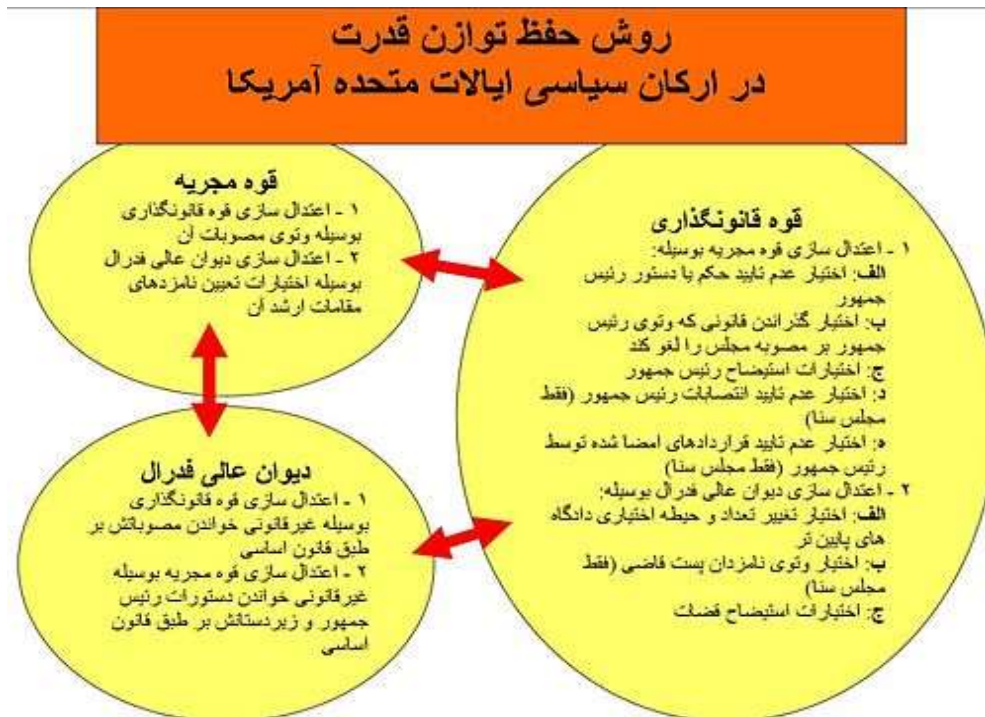 روش حفظ توازن قدرت
در ارکان سیاسی ایالات متحده آمریکا
قوه قانونگذاری
۱ - اعتدال سازی قوه مجریه بوسیله:
الف: اختیار عدم تایید حکم یا دستور رئیس
جمهور
ب: اختیار گذراندن قانونی که وتوی رئیس
جمهور بر مصوبه مجلس را لغو کند
ج: اختیارات استیضاح رئیس جمهور
د: اختیار عدم تایید انتصابات رئیس جمهور (فقط
مجلس سنا)
ه: اختیار عدم تایید قراردادهای امضا شده توسط
رئیس جمهور (فقط مجلس سنا)
۲ - اعتدال سازی دیوان عالی فدرال بوسیله:
الف: اختیار تغییر تعداد و حیطه اختیاری دادگاه
های پایین تر
ب: اختیار وتوی نامزدان پست قاضی (فقط
مجلس سنا)
ج: اختیارات استیضاح قضات
قوه مجریه
۱ - اعتدال سازی قوه قانونگذاری
بوسیله وتوی مصوبات آن
۲ - اعتدال سازی دیوان عالی فدرال
بوسیله اختیارات تعیین نامزدهای
مقامات ارشد آن
دیوان عالی فدرال
۱ - اعتدال سازی قوه قانونگذاری
بوسیله غیرقانونی خواندن مصوباتش بر
طبق قانون اساسی
۲ - اعتدال سازی قوه مجریه بوسیله
غیرقانونی خواندن دستورات رئیس
جمهور و زیردستانش بر طبق قانون
اساسی